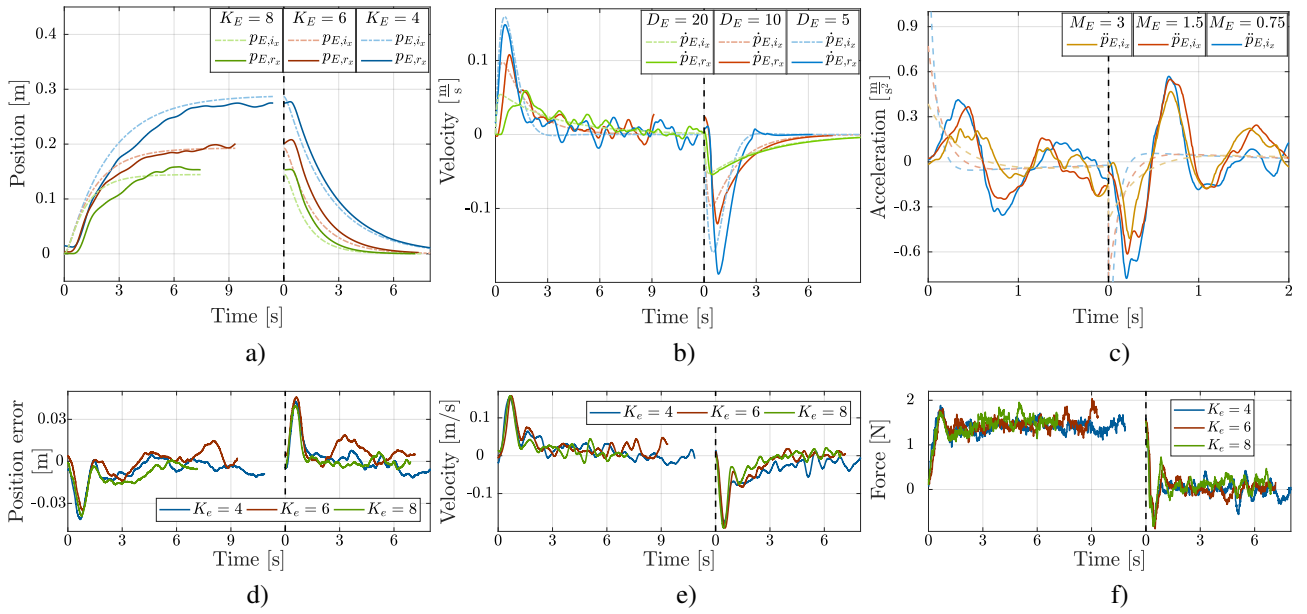 K_E = 8 K_E = 6 K_E = 4
p_{E,i_x} p_{E,i_x} p_{E,i_x}
p_{E,r_x} p_{E,r_x} p_{E,r_x}
Position [m]
0.4
0.3
0.2
0.1
0
0 3 6 9 0 3 6
Time [s]
a)
D_E = 20 D_E = 10 D_E = 5
ṗ_{E,i_x} ṗ_{E,i_x} ṗ_{E,i_x}
ṗ_{E,r_x} ṗ_{E,r_x} ṗ_{E,r_x}
Velocity [m/s]
0.1
0
-0.1
0 3 6 9 0 3 6
Time [s]
b)
M_E = 3 M_E = 1.5 M_E = 0.75
p̈_{E,i_x} p̈_{E,i_x} p̈_{E,i_x}
Acceleration [m/s²]
0.9
0.6
0.3
0
-0.3
-0.6
0 1 0 1 2
Time [s]
c)
Position error [m]
0.03
0
-0.03
K_e = 4 K_e = 6 K_e = 8
0 3 6 9 0 3 6
Time [s]
d)
Velocity [m/s]
0.1
0
-0.1
K_e = 4 K_e = 6 K_e = 8
0 3 6 9 0 3 6
Time [s]
e)
Force [N]
2
1
0
K_e = 4
K_e = 6
K_e = 8
0 3 6 9 0 3 6
Time [s]
f)